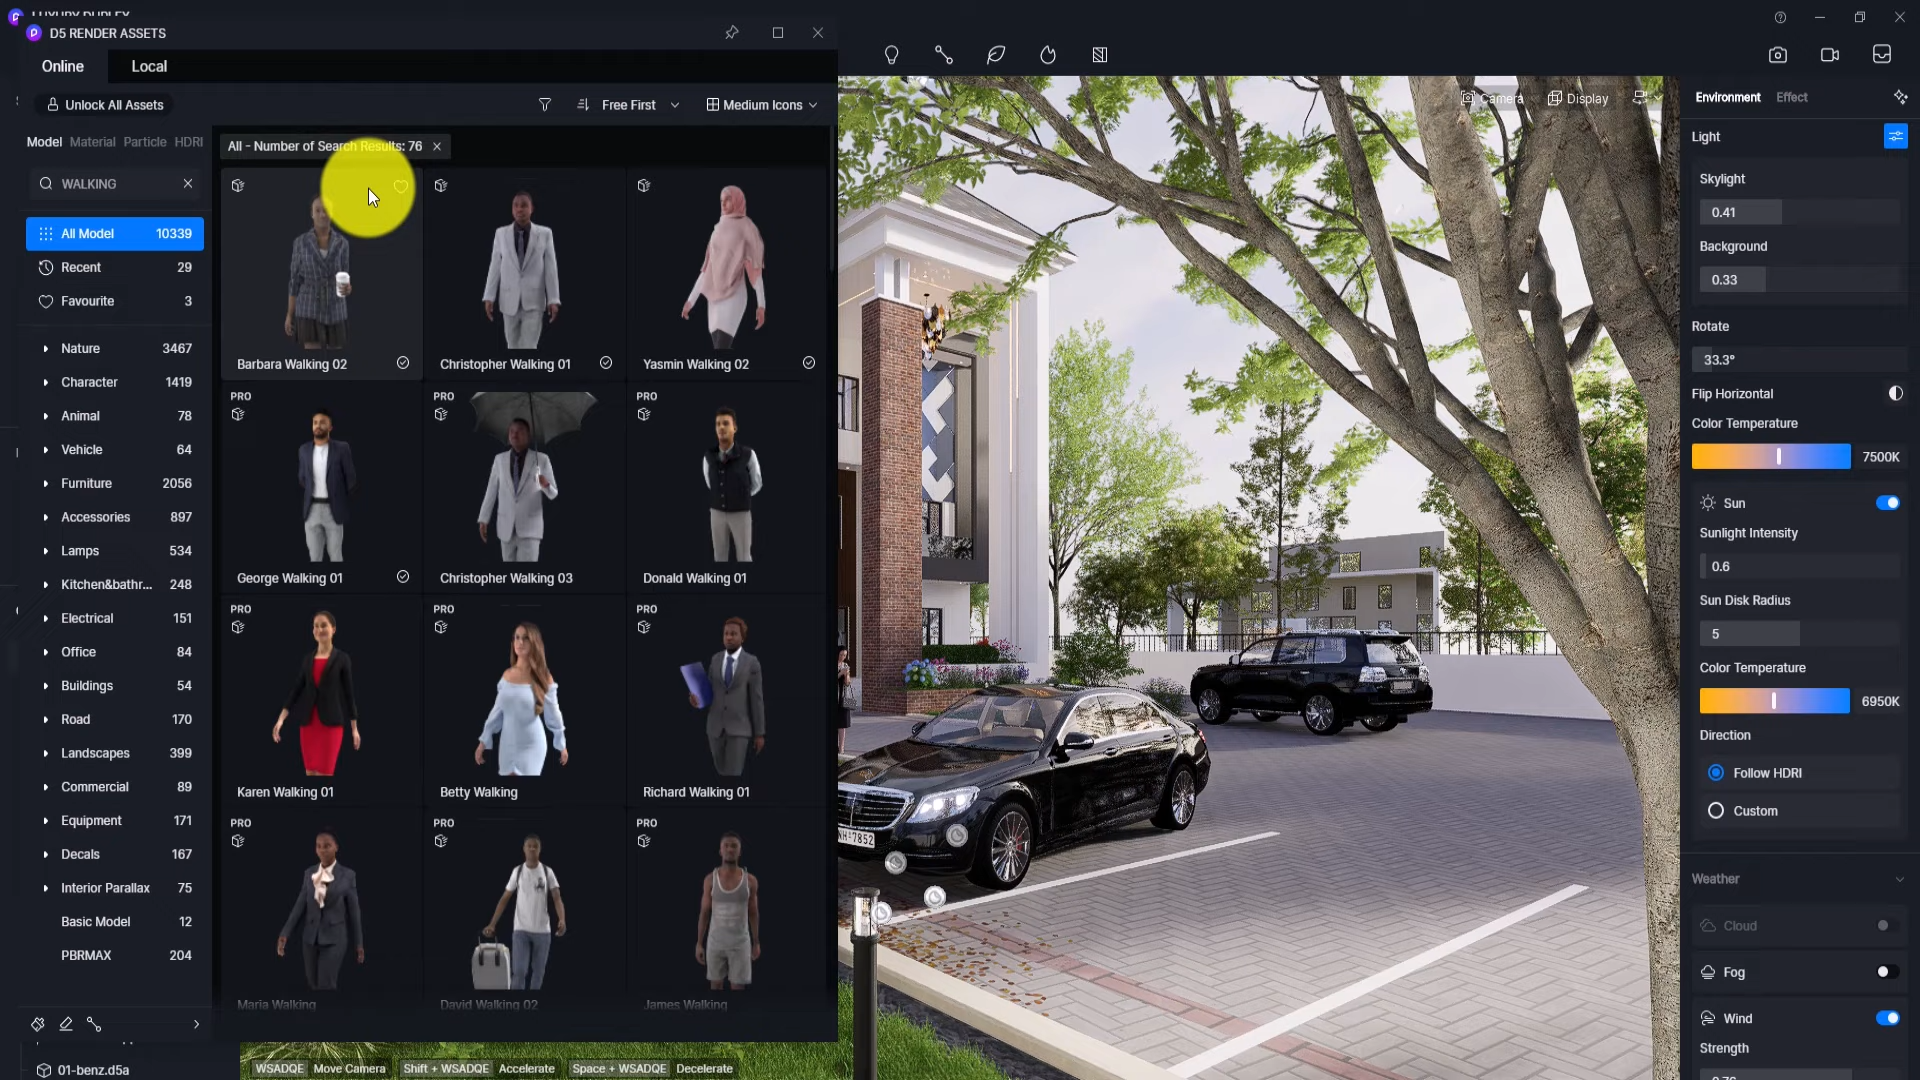 D5 RENDER ASSETS
Online Local
Unlock All Assets
Free First
Medium Icons
Model Material Particle HDRI
WALKING
All Model 10339
Recent 29
Favourite 3
Nature 3467
Character 1419
Animal 78
Vehicle 64
Furniture 2056
Accessories 897
Lamps 534
Kitchen&bathr... 248
Electrical 151
Office 84
Buildings 54
Road 170
Landscapes 399
Commercial 89
Equipment 171
Decals 167
Interior Parallax 75
Basic Model 12
PBRMAX 204
01-benz.d5a
All - Number of Search Results: 76
Barbara Walking 02
Christopher Walking 01
Yasmin Walking 02
PRO PRO PRO
George Walking 01
Christopher Walking 03
Donald Walking 01
PRO PRO PRO
Karen Walking 01
Betty Walking
Richard Walking 01
PRO PRO PRO
Maria Walking
David Walking 02
James Walking
WSADQE Move Camera Shift + WSADQE Accelerate Space + WSADQE Decelerate
Camera Display
Environment Effect
Light
Skylight
0.41
Background
0.33
Rotate
33.3°
Flip Horizontal
Color Temperature
7500K
Sun
Sunlight Intensity
0.6
Sun Disk Radius
5
Color Temperature
6950K
Direction
Follow HDRI
Custom
Weather
Cloud
Fog
Wind
Strength